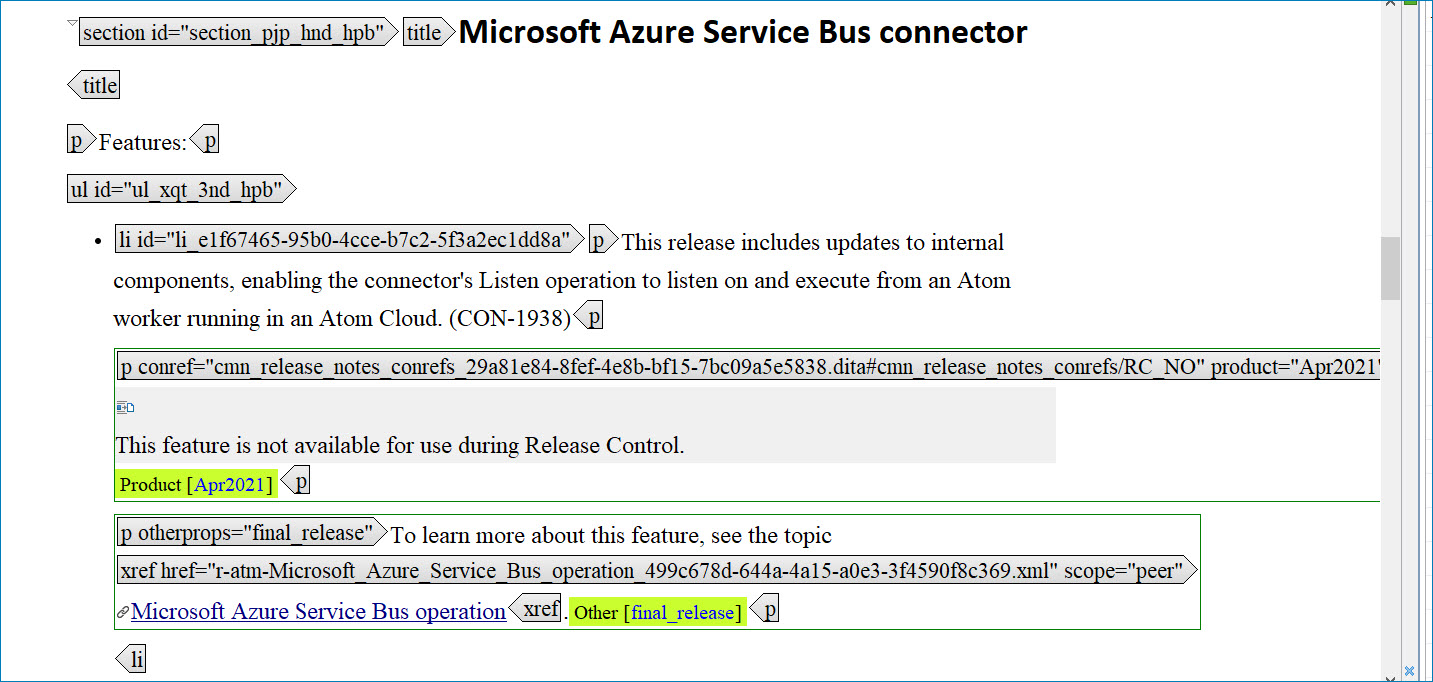 section id="section_pjp_hnd_hpb" title Microsoft Azure Service Bus connector
title
p Features: p
ul id="ul_xqt_3nd_hpb"
• li id="li_e1f67465-95b0-4cce-b7c2-5f3a2ec1dd8a" p This release includes updates to internal
components, enabling the connector's Listen operation to listen on and execute from an Atom
worker running in an Atom Cloud. (CON-1938) p
p conref="cmn_release_notes_conrefs_29a81e84-8fef-4e8b-bf15-7bc09a5e5838.dita#cmn_release_notes_conrefs/RC_NO" product="Apr2021"
This feature is not available for use during Release Control.
Product [Apr2021] p
p otherprops="final_release" To learn more about this feature, see the topic
xref href="r-atm-Microsoft_Azure_Service_Bus_operation_499c678d-644a-4a15-a0e3-3f4590f8c369.xml" scope="peer"
Microsoft Azure Service Bus operation xref . Other [final_release] p
li